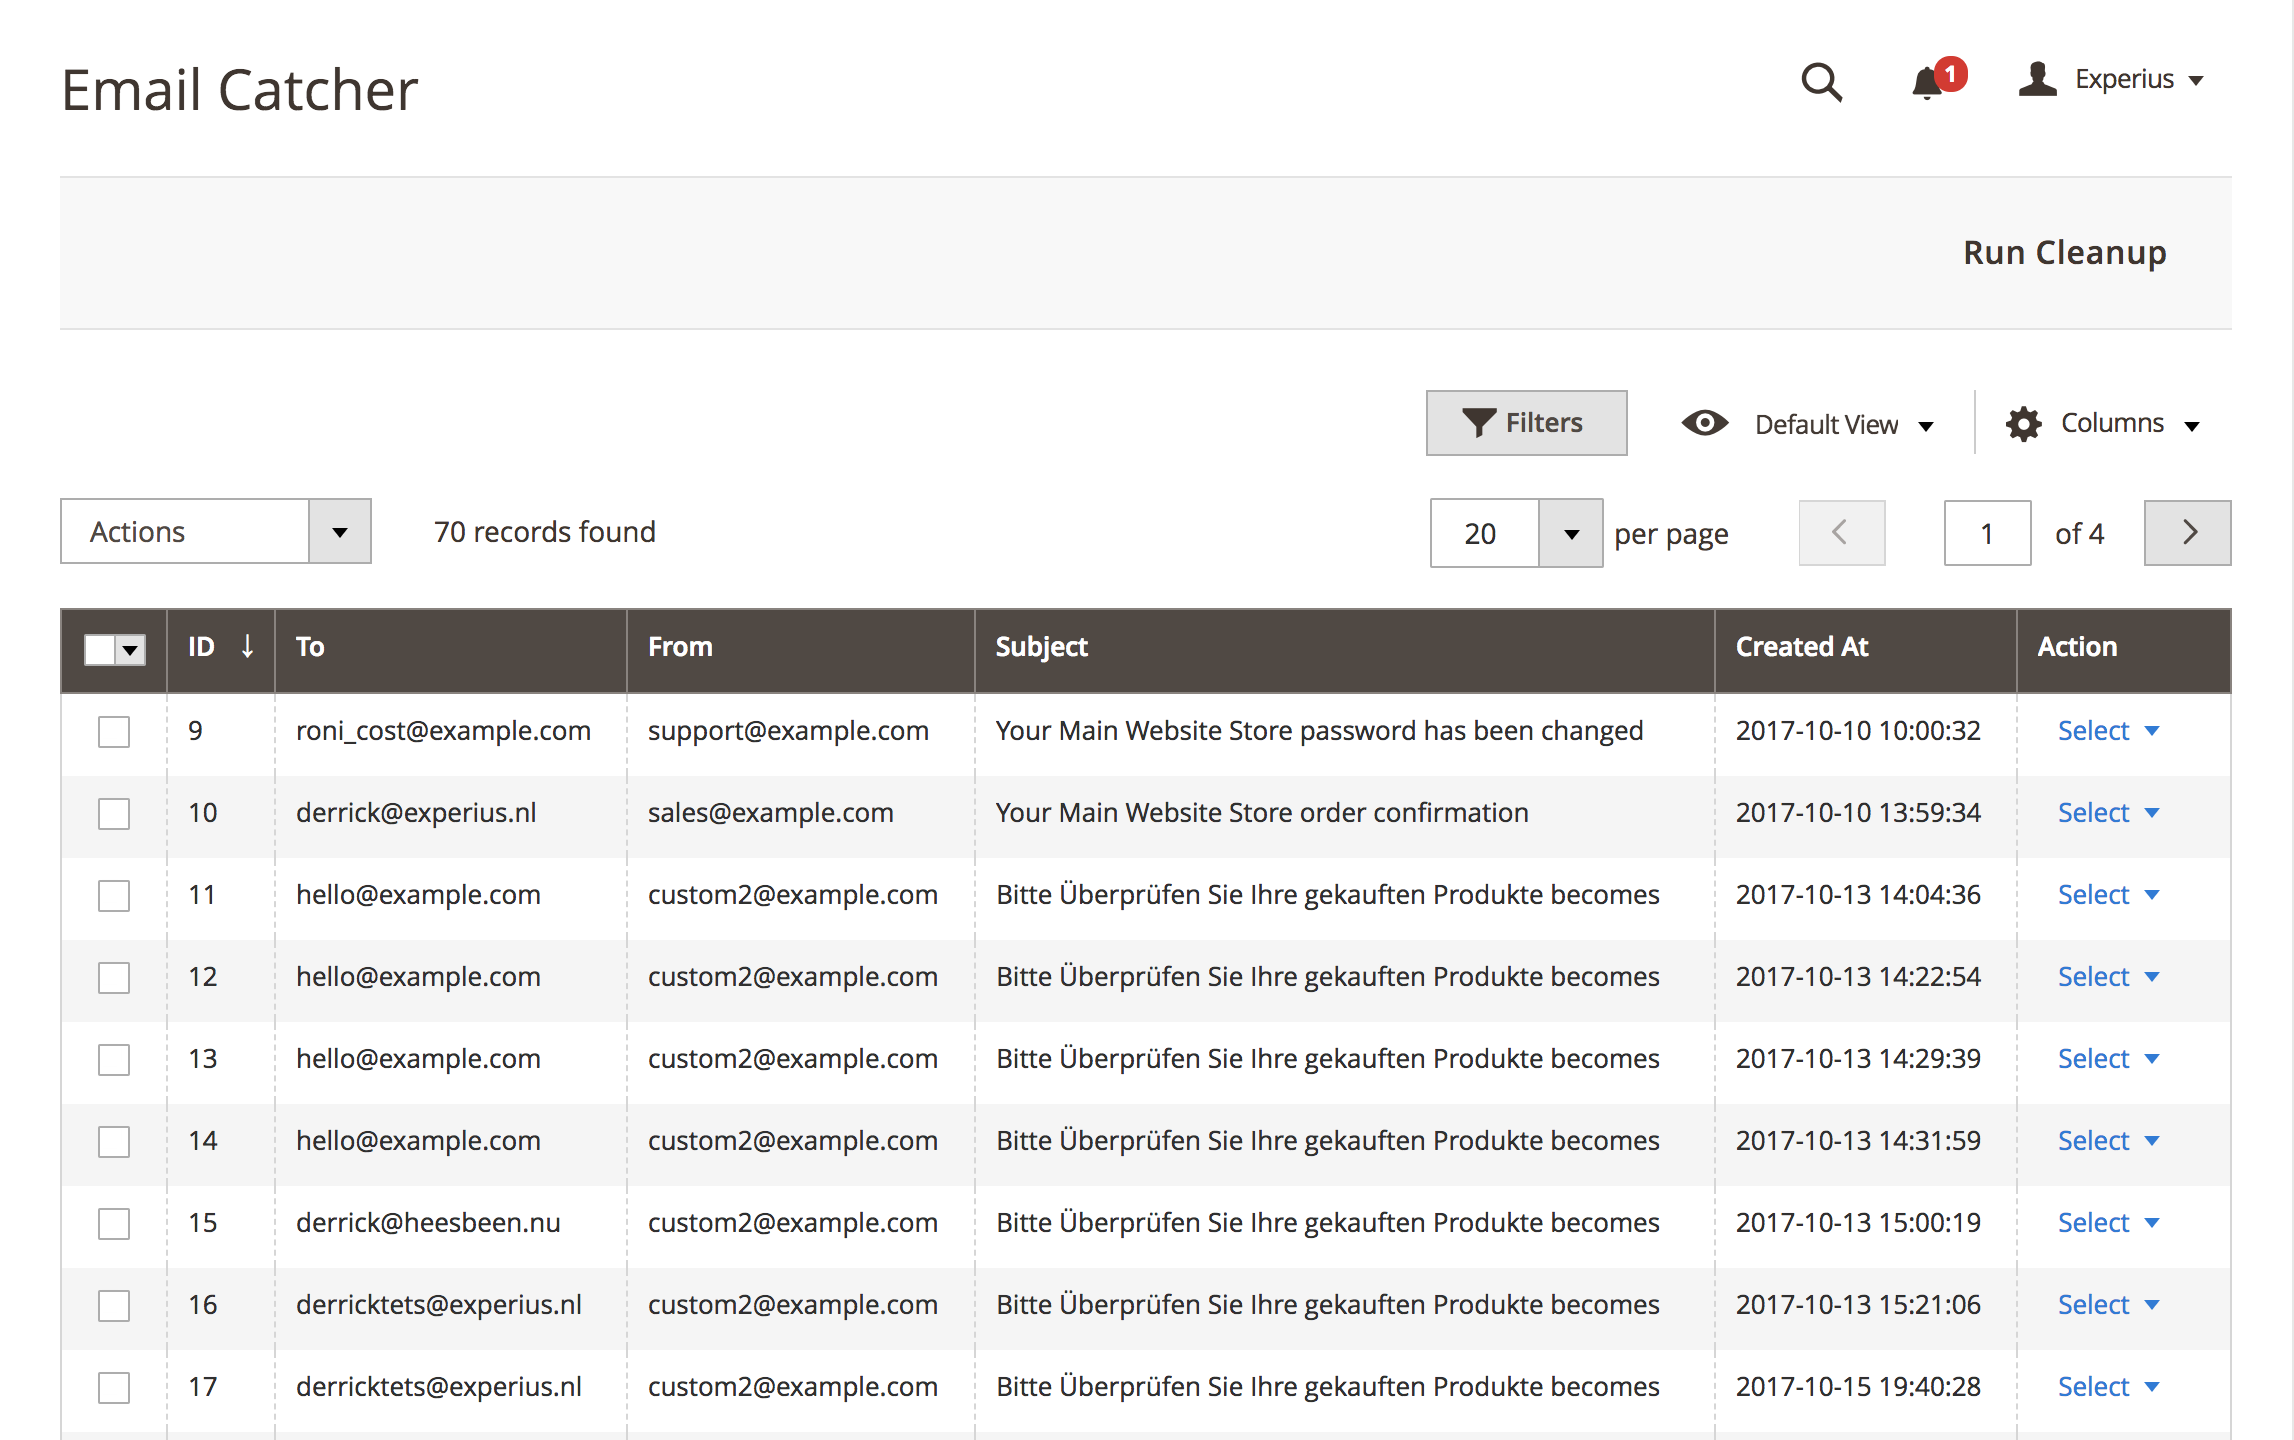 Email Catcher
1
Experius
Run Cleanup
Filters
Default View
Columns
Actions
70 records found
20
per page
1
of 4
ID To From Subject Created At Action
9 roni_cost@example.com support@example.com Your Main Website Store password has been changed 2017-10-10 10:00:32 Select
10 derrick@experius.nl sales@example.com Your Main Website Store order confirmation 2017-10-10 13:59:34 Select
11 hello@example.com custom2@example.com Bitte Überprüfen Sie Ihre gekauften Produkte becomes 2017-10-13 14:04:36 Select
12 hello@example.com custom2@example.com Bitte Überprüfen Sie Ihre gekauften Produkte becomes 2017-10-13 14:22:54 Select
13 hello@example.com custom2@example.com Bitte Überprüfen Sie Ihre gekauften Produkte becomes 2017-10-13 14:29:39 Select
14 hello@example.com custom2@example.com Bitte Überprüfen Sie Ihre gekauften Produkte becomes 2017-10-13 14:31:59 Select
15 derrick@heesbeen.nu custom2@example.com Bitte Überprüfen Sie Ihre gekauften Produkte becomes 2017-10-13 15:00:19 Select
16 derricktets@experius.nl custom2@example.com Bitte Überprüfen Sie Ihre gekauften Produkte becomes 2017-10-13 15:21:06 Select
17 derricktets@experius.nl custom2@example.com Bitte Überprüfen Sie Ihre gekauften Produkte becomes 2017-10-15 19:40:28 Select